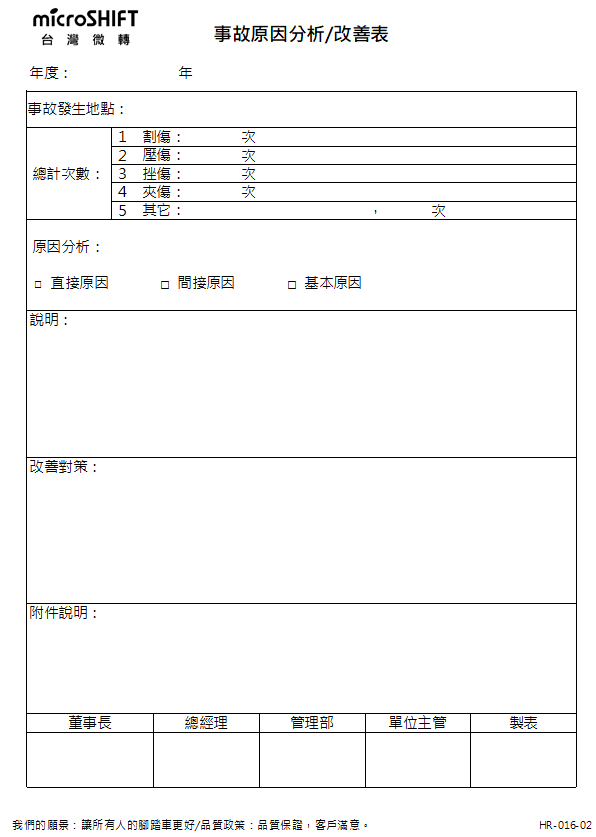 microSHIFT
台灣微轉
事故原因分析/改善表
年度： 年
事故發生地點：
總計次數：
1 割傷： 次
2 壓傷： 次
3 挫傷： 次
4 夾傷： 次
5 其它： ， 次
原因分析：
□ 直接原因 □ 間接原因 □ 基本原因
說明：
改善對策：
附件說明：
董事長 總經理 管理部 單位主管 製表
我們的願景：讓所有人的腳踏車更好/品質政策：品質保證，客戶滿意。 HR-016-02